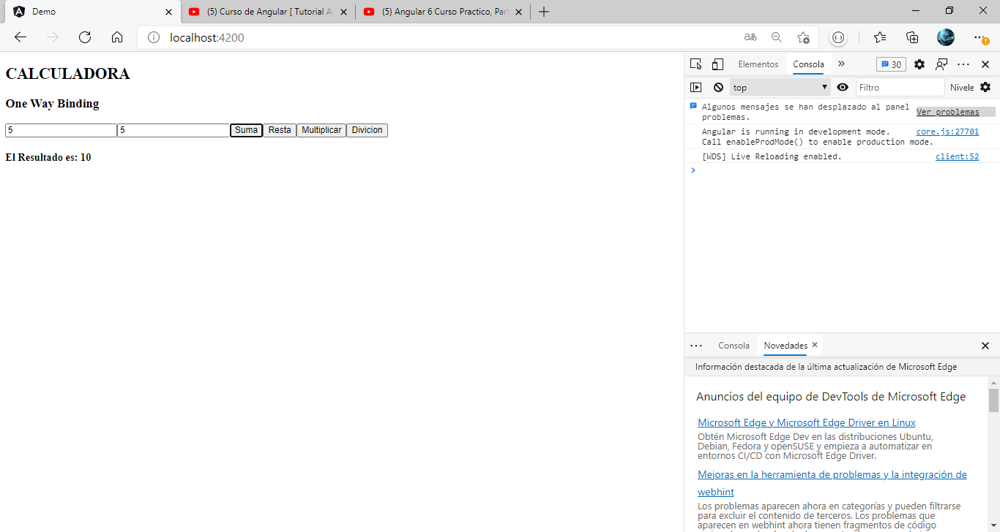 Demo
(5) Curso de Angular [ Tutorial A
(5) Angular 6 Curso Practico, Par
localhost:4200
aあ
CALCULADORA
One Way Binding
5 5 Suma Resta Multiplicar Divicion
El Resultado es: 10
Elementos Consola 30
top Filtro Nivele
Algunos mensajes se han desplazado al panel Ver problemas
problemas.
Angular is running in development mode. core.js:27701
Call enableProdMode() to enable production mode.
[WDS] Live Reloading enabled. client:52
Consola Novedades
Información destacada de la última actualización de Microsoft Edge
Anuncios del equipo de DevTools de Microsoft Edge
Microsoft Edge y Microsoft Edge Driver en Linux
Obtén Microsoft Edge Dev en las distribuciones Ubuntu,
Debian, Fedora y openSUSE y empieza a automatizar en
entornos CI/CD con Microsoft Edge Driver.
Mejoras en la herramienta de problemas y la integración de
webhint
Los problemas aparecen ahora en categorías y pueden filtrarse
para excluir el contenido de terceros. Los problemas que
aparecen en webhint ahora tienen fragmentos de código